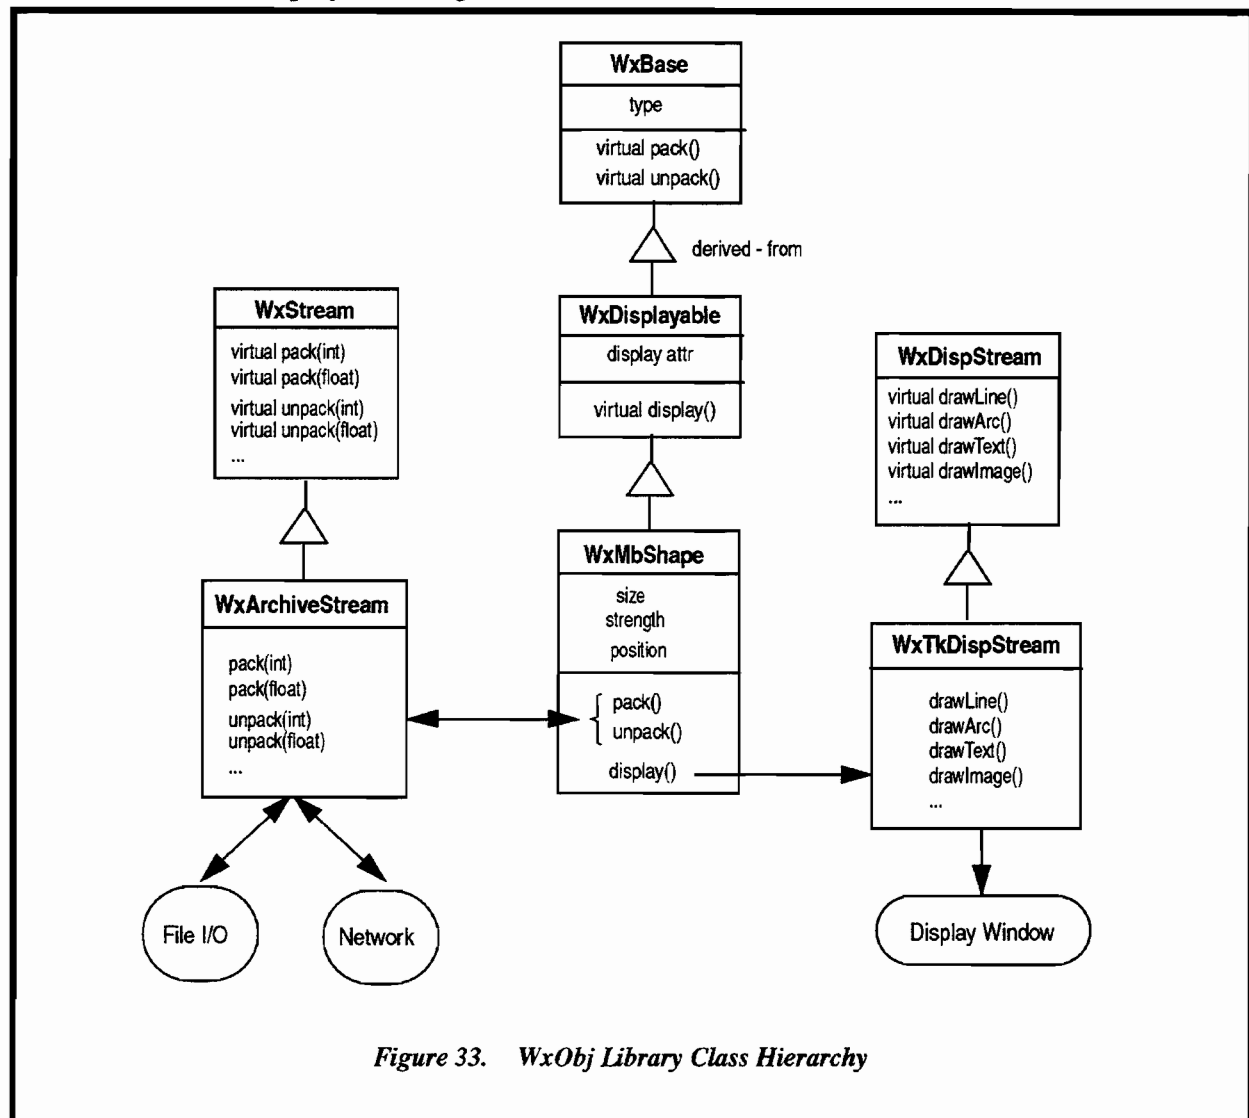 WxBase
type
virtual pack()
virtual unpack()
derived - from
WxStream
virtual pack(int)
virtual pack(float)
virtual unpack(int)
virtual unpack(float)
...
WxDisplayable
display attr
virtual display()
WxDispStream
virtual drawLine()
virtual drawArc()
virtual drawText()
virtual drawImage()
...
WxArchiveStream
pack(int)
pack(float)
unpack(int)
unpack(float)
...
WxMbShape
size
strength
position
pack()
unpack()
display()
WxTkDispStream
drawLine()
drawArc()
drawText()
drawImage()
...
File I/O
Network
Display Window
Figure 33. WxObj Library Class Hierarchy